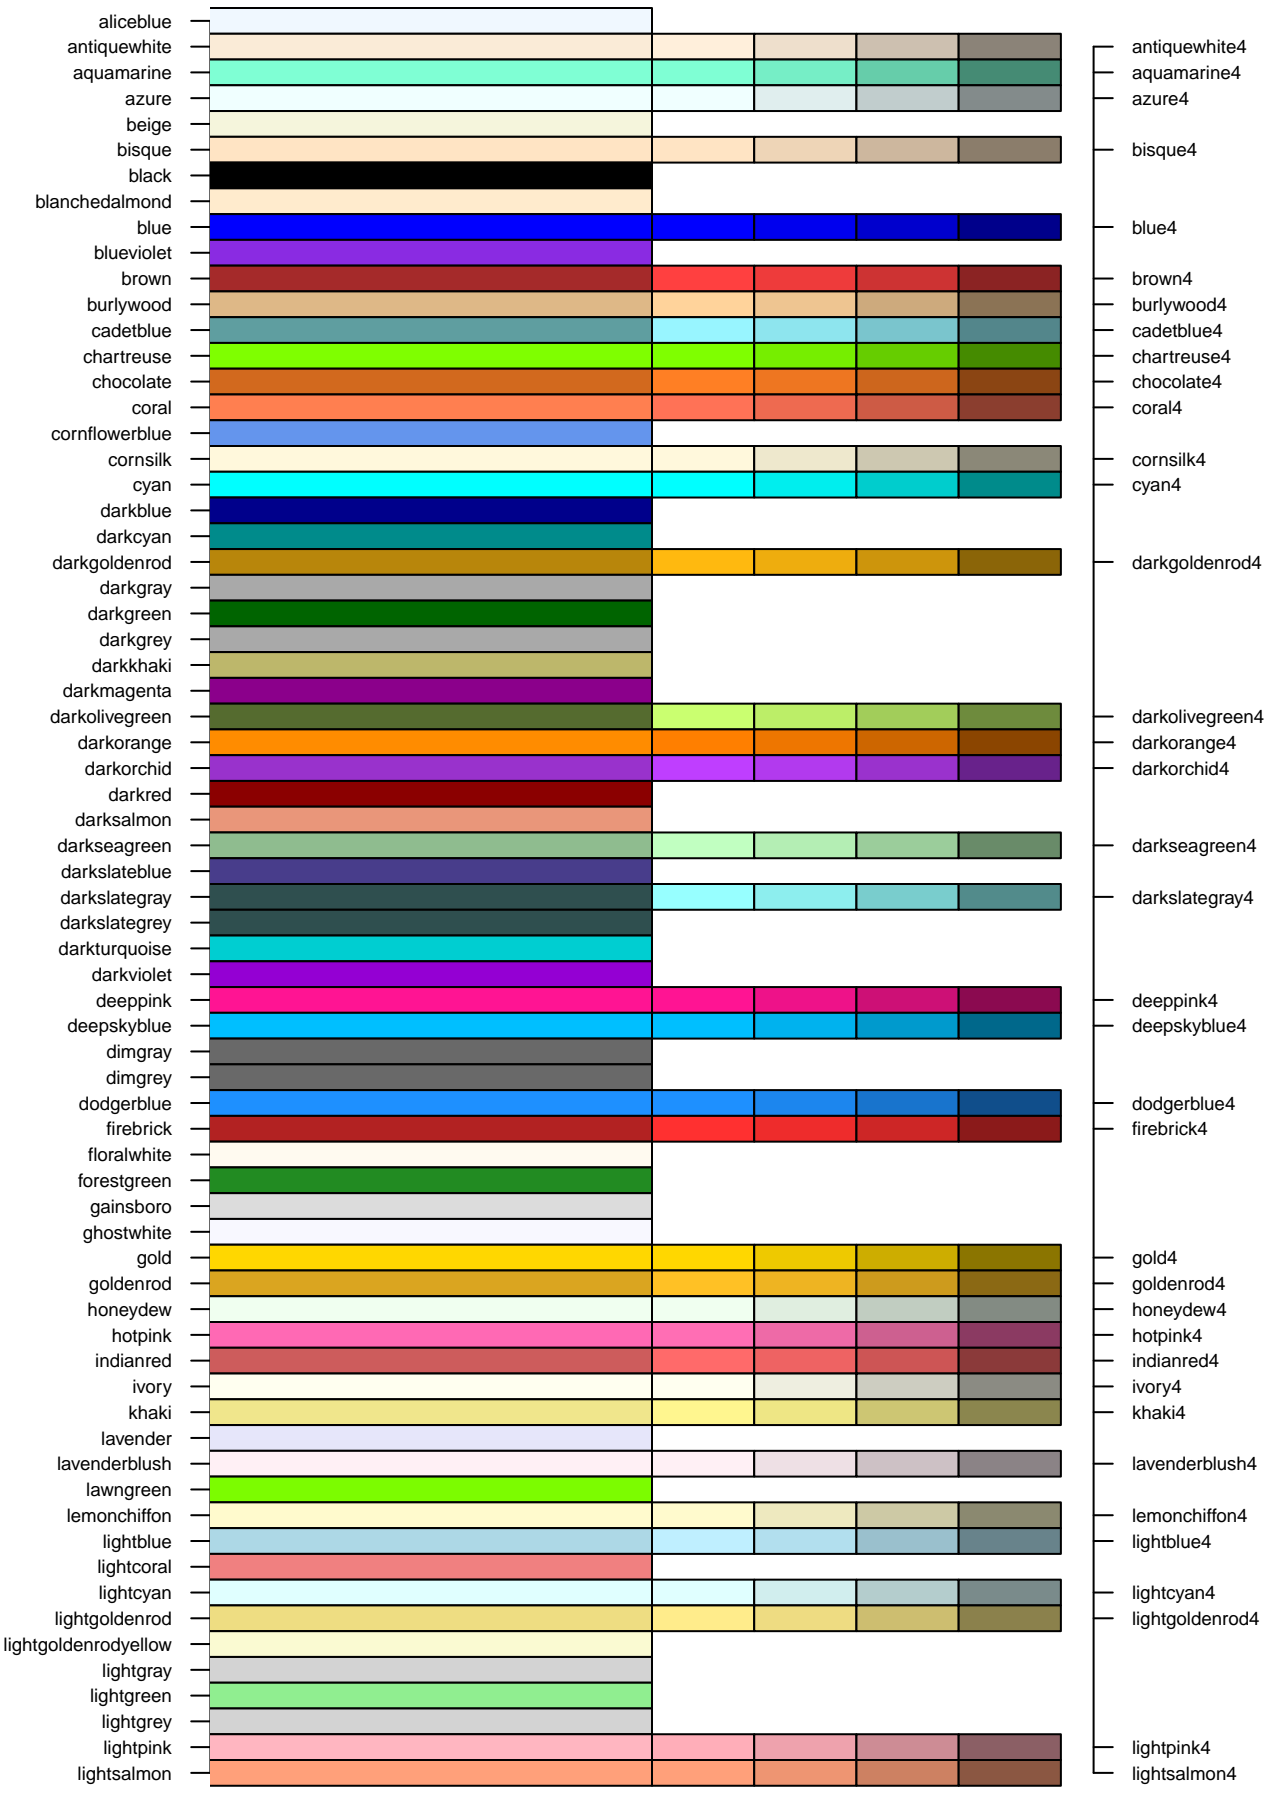 aliceblue
antiquewhite antiquewhite4
aquamarine aquamarine4
azure azure4
beige
bisque bisque4
black
blanchedalmond
blue blue4
blueviolet
brown brown4
burlywood burlywood4
cadetblue cadetblue4
chartreuse chartreuse4
chocolate chocolate4
coral coral4
cornflowerblue
cornsilk cornsilk4
cyan cyan4
darkblue
darkcyan
darkgoldenrod darkgoldenrod4
darkgray
darkgreen
darkgrey
darkkhaki
darkmagenta
darkolivegreen darkolivegreen4
darkorange darkorange4
darkorchid darkorchid4
darkred
darksalmon
darkseagreen darkseagreen4
darkslateblue
darkslategray darkslategray4
darkslategrey
darkturquoise
darkviolet
deeppink deeppink4
deepskyblue deepskyblue4
dimgray
dimgrey
dodgerblue dodgerblue4
firebrick firebrick4
floralwhite
forestgreen
gainsboro
ghostwhite
gold gold4
goldenrod goldenrod4
honeydew honeydew4
hotpink hotpink4
indianred indianred4
ivory ivory4
khaki khaki4
lavender
lavenderblush lavenderblush4
lawngreen
lemonchiffon lemonchiffon4
lightblue lightblue4
lightcoral
lightcyan lightcyan4
lightgoldenrod lightgoldenrod4
lightgoldenrodyellow
lightgray
lightgreen
lightgrey
lightpink lightpink4
lightsalmon lightsalmon4